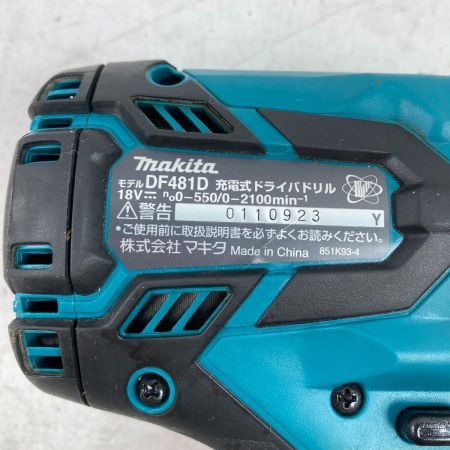 makita
モデル DF481D 充電式ドライバドリル
18V⎓ n₀0-550/0-2100min⁻¹
⚠警告 0110923 Y
・ご使用前に取扱説明書を必ずよくお読みください。
株式会社マキタ Made in China 851K93-4